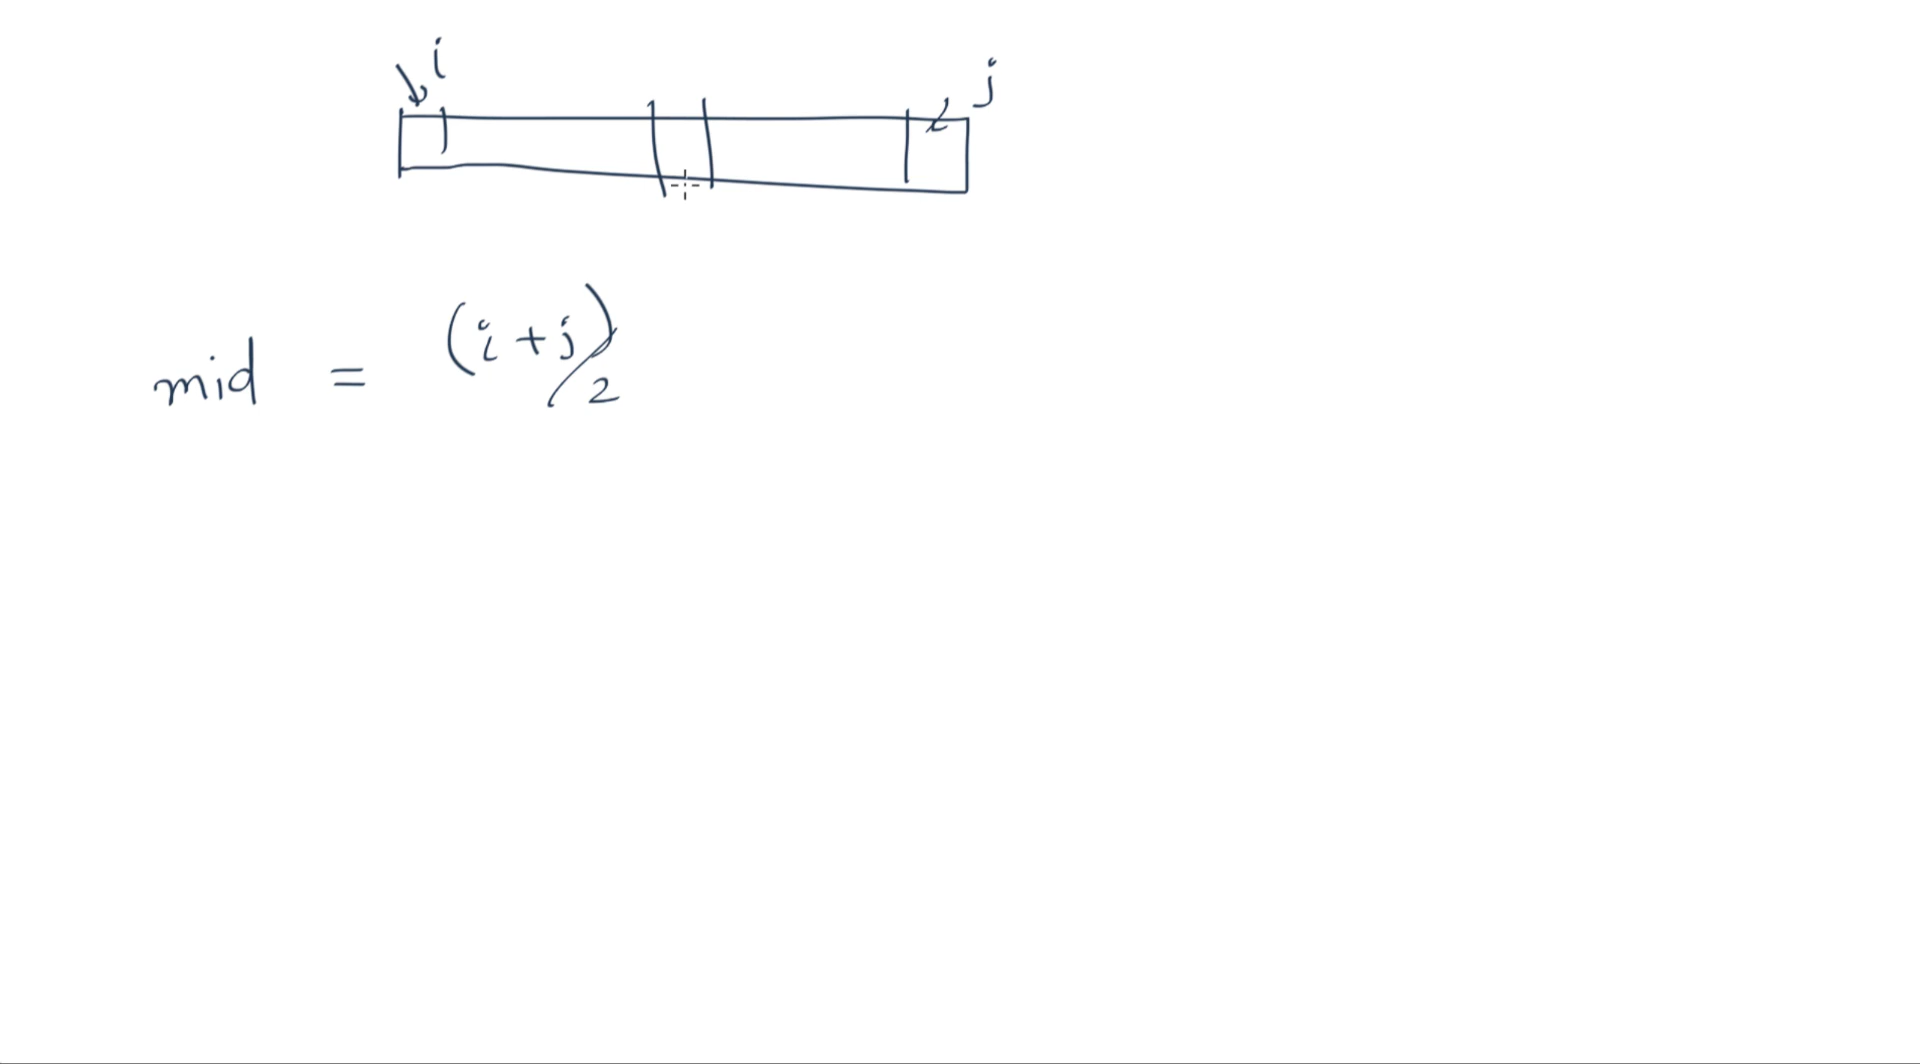 i
j
mid = (i+j)/2